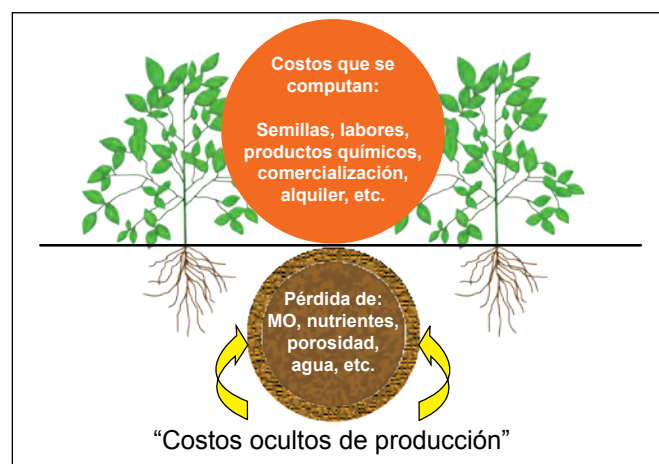 Costos que se
computan:
Semillas, labores,
productos químicos,
comercialización,
alquiler, etc.
Pérdida de:
MO, nutrientes,
porosidad,
agua, etc.
“Costos ocultos de producción”